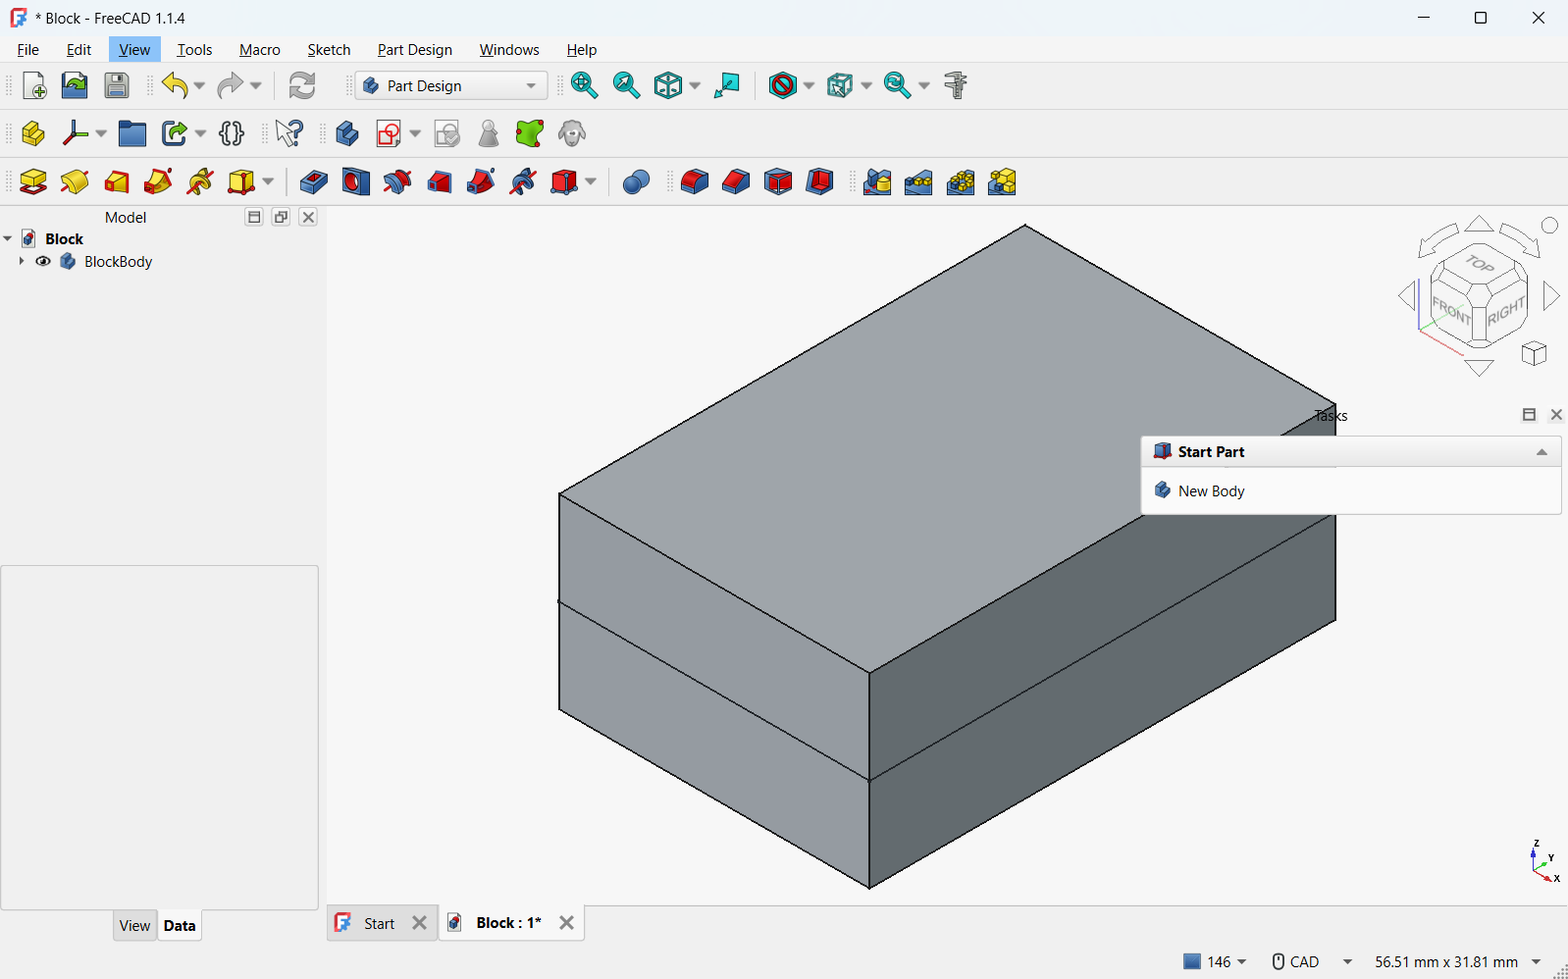 * Block - FreeCAD 1.1.4
File Edit View Tools Macro Sketch Part Design Windows Help
Part Design
Model
Block
BlockBody
TOP
FRONT RIGHT
Tasks
Start Part
New Body
Z
Y
X
View Data
Start Block : 1*
146 CAD 56.51 mm x 31.81 mm